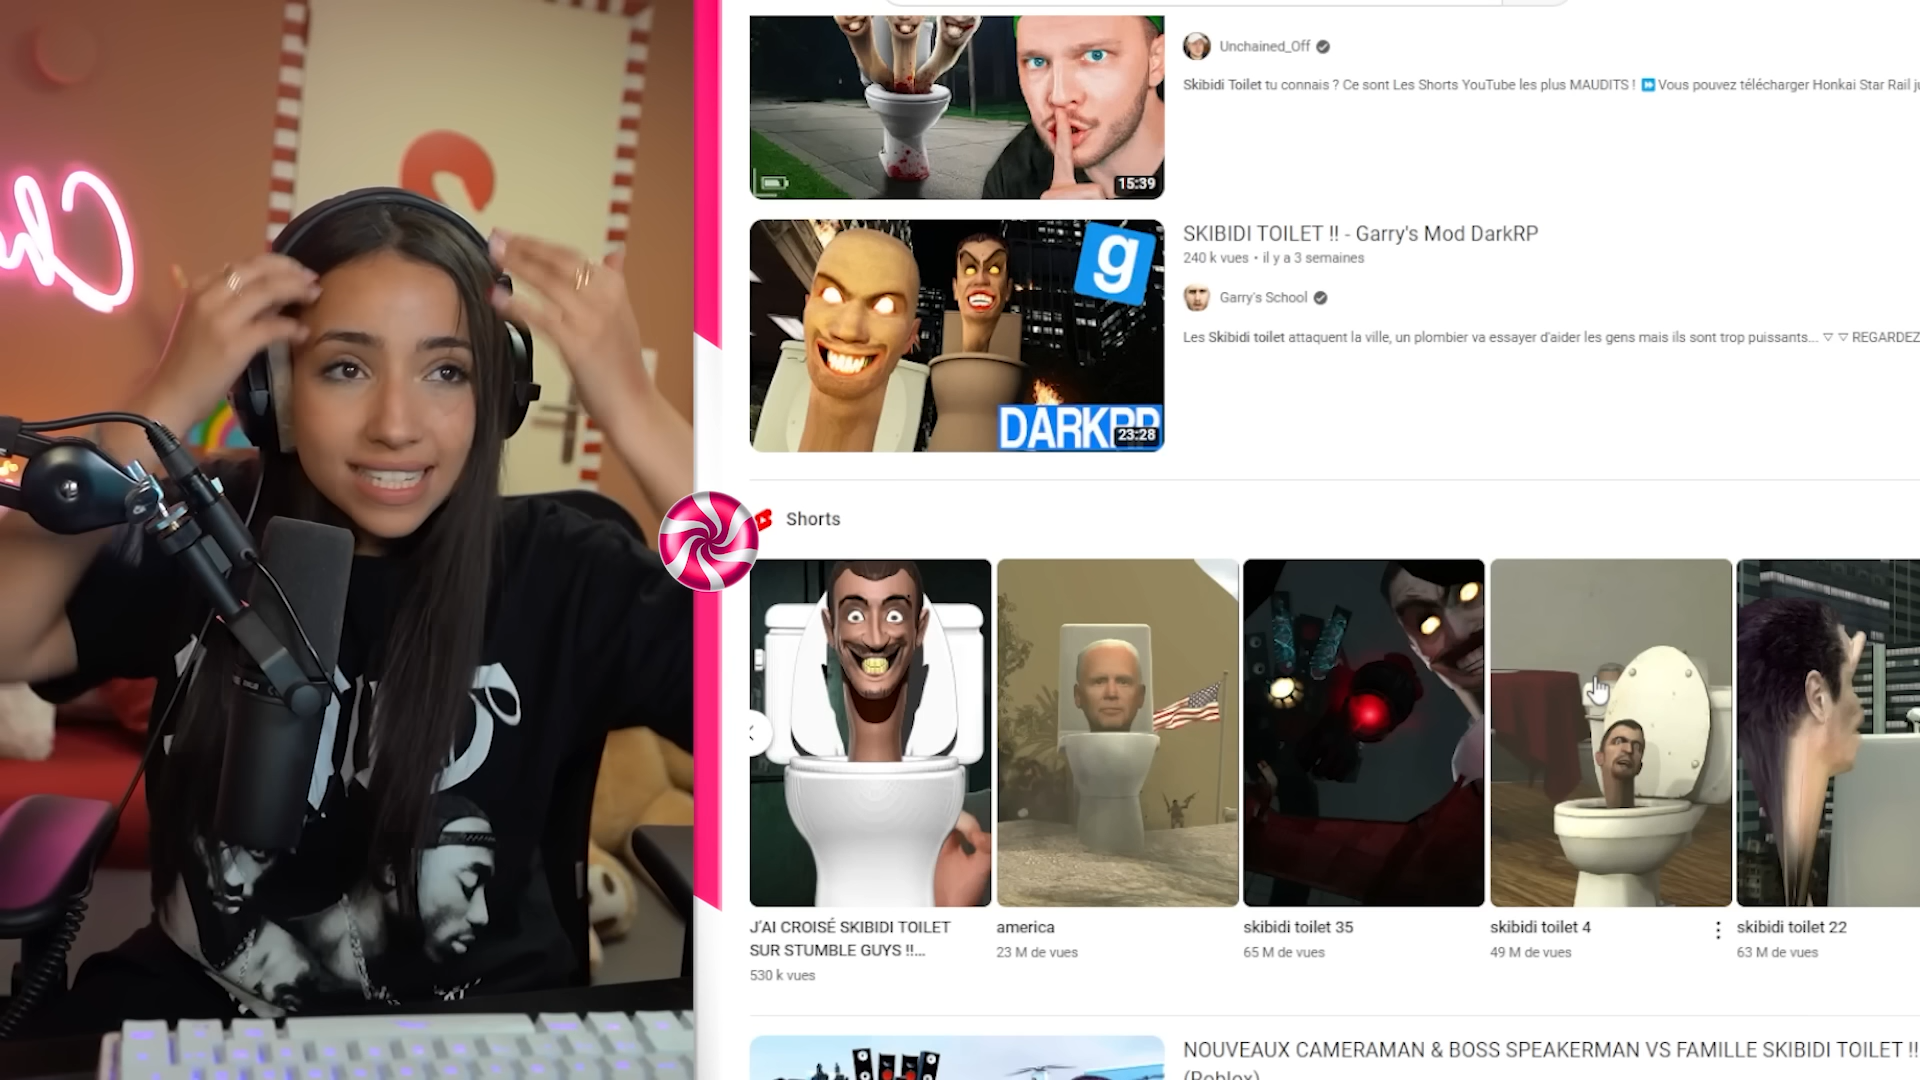 Ch
15:39
Unchained_Off
Skibidi Toilet tu connais ? Ce sont Les Shorts YouTube les plus MAUDITS ! Vous pouvez télécharger Honkai Star Rail
g
DARKRP
23:28
SKIBIDI TOILET !! - Garry's Mod DarkRP
240 k vues • il y a 3 semaines
Garry's School
Les Skibidi toilet attaquent la ville, un plombier va essayer d'aider les gens mais ils sont trop puissants... ▽ ▽ REGARDEZ
Shorts
J'AI CROISÉ SKIBIDI TOILET
SUR STUMBLE GUYS !!...
530 k vues
america
23 M de vues
skibidi toilet 35
65 M de vues
skibidi toilet 4
49 M de vues
skibidi toilet 22
63 M de vues
NOUVEAUX CAMERAMAN & BOSS SPEAKERMAN VS FAMILLE SKIBIDI TOILET !!
(Roblox)